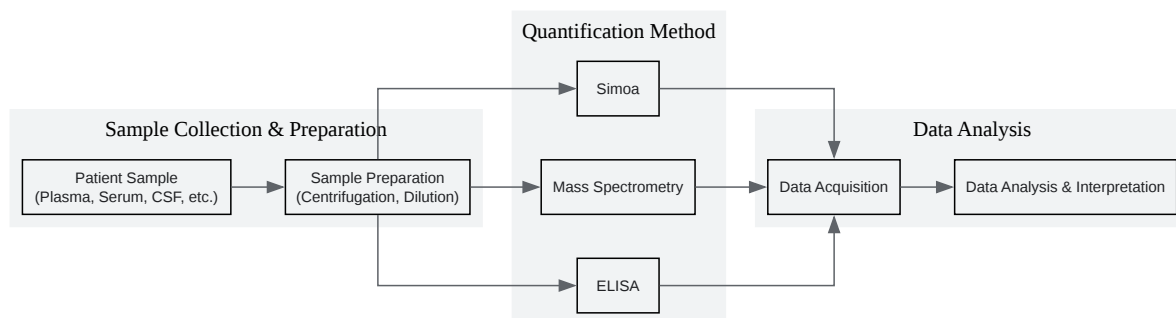 Quantification Method
Simoa
Sample Collection & Preparation
Data Analysis
Patient Sample
(Plasma, Serum, CSF, etc.)
Sample Preparation
(Centrifugation, Dilution)
Mass Spectrometry
Data Acquisition
Data Analysis & Interpretation
ELISA